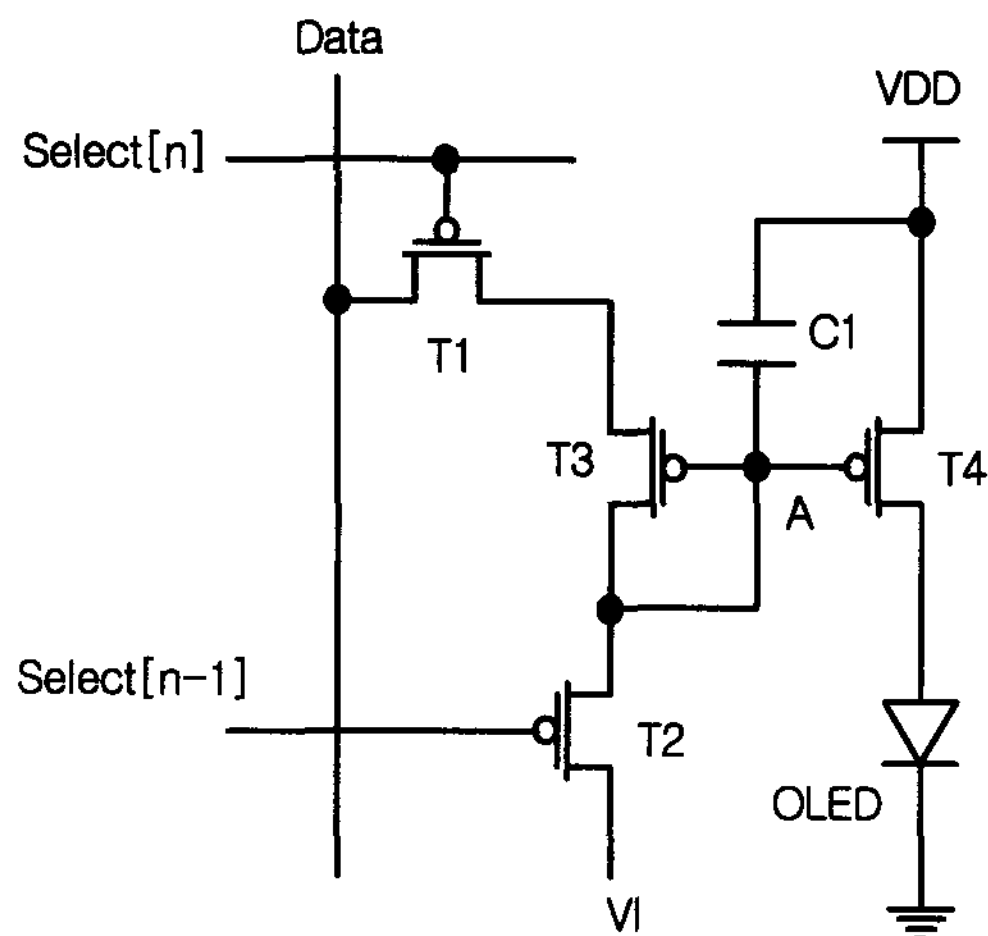 Data
VDD
Select[n]
C1
T1
T3
T4
A
Select[n-1]
T2
OLED
VI